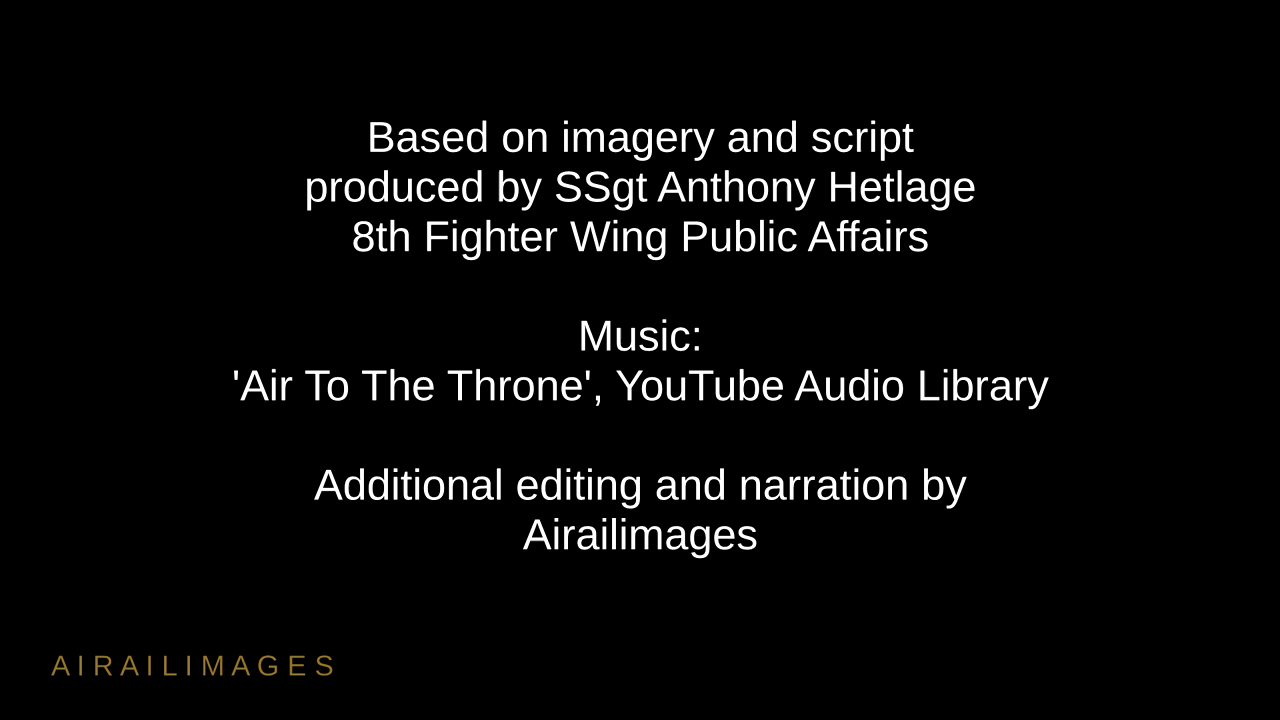 Based on imagery and script
produced by SSgt Anthony Hetlage
8th Fighter Wing Public Affairs
Music:
'Air To The Throne', YouTube Audio Library
Additional editing and narration by
Airailimages
AIRAILIMAGES